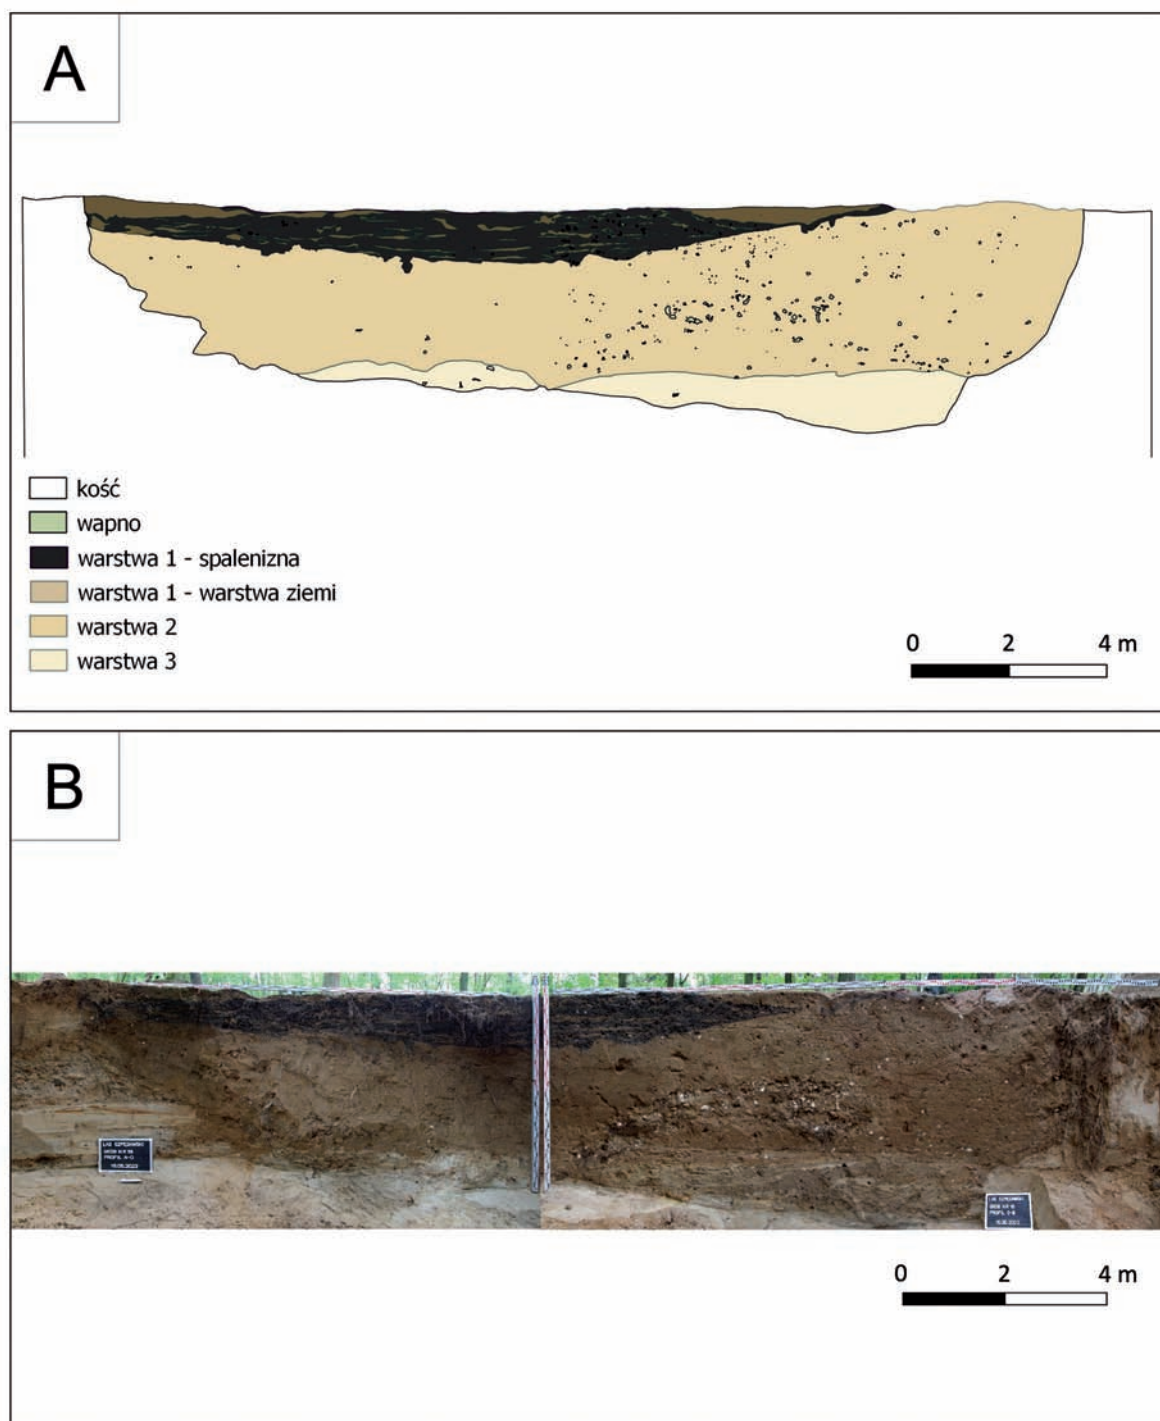 A
kość
wapno
warstwa 1 - spalenizna
warstwa 1 - warstwa ziemi
warstwa 2
warstwa 3
0 2 4 m
B
0 2 4 m